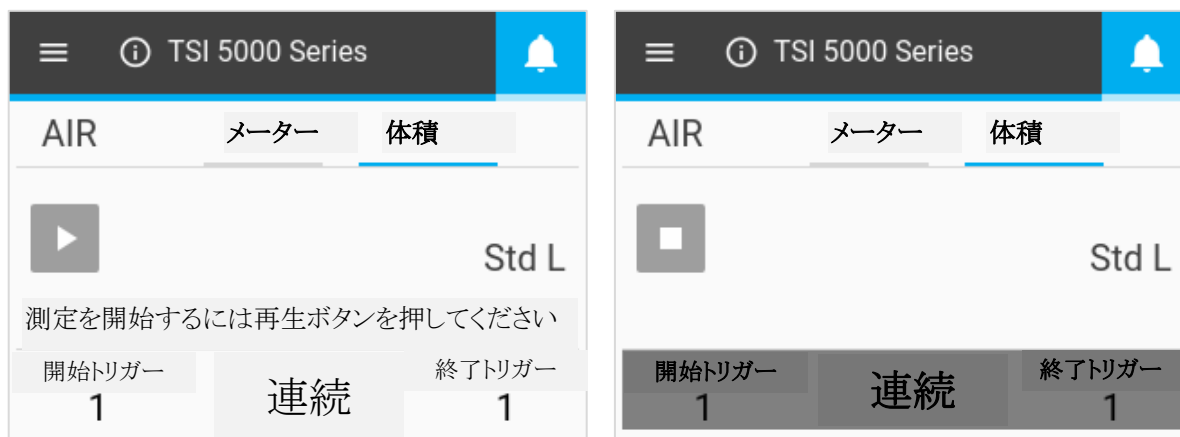 TSI 5000 Series
AIR メーター 体積
Std L
測定を開始するには再生ボタンを押してください
開始トリガー 連続 終了トリガー
1 1
TSI 5000 Series
AIR メーター 体積
Std L
開始トリガー 連続 終了トリガー
1 1